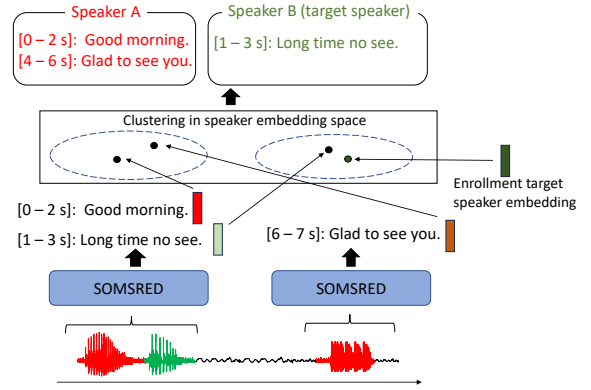 Speaker A
[0 – 2 s]: Good morning.
[4 – 6 s]: Glad to see you.
Speaker B (target speaker)
[1 – 3 s]: Long time no see.
Clustering in speaker embedding space
Enrollment target
speaker embedding
[0 – 2 s]: Good morning.
[1 – 3 s]: Long time no see.
[6 – 7 s]: Glad to see you.
SOMSRED
SOMSRED